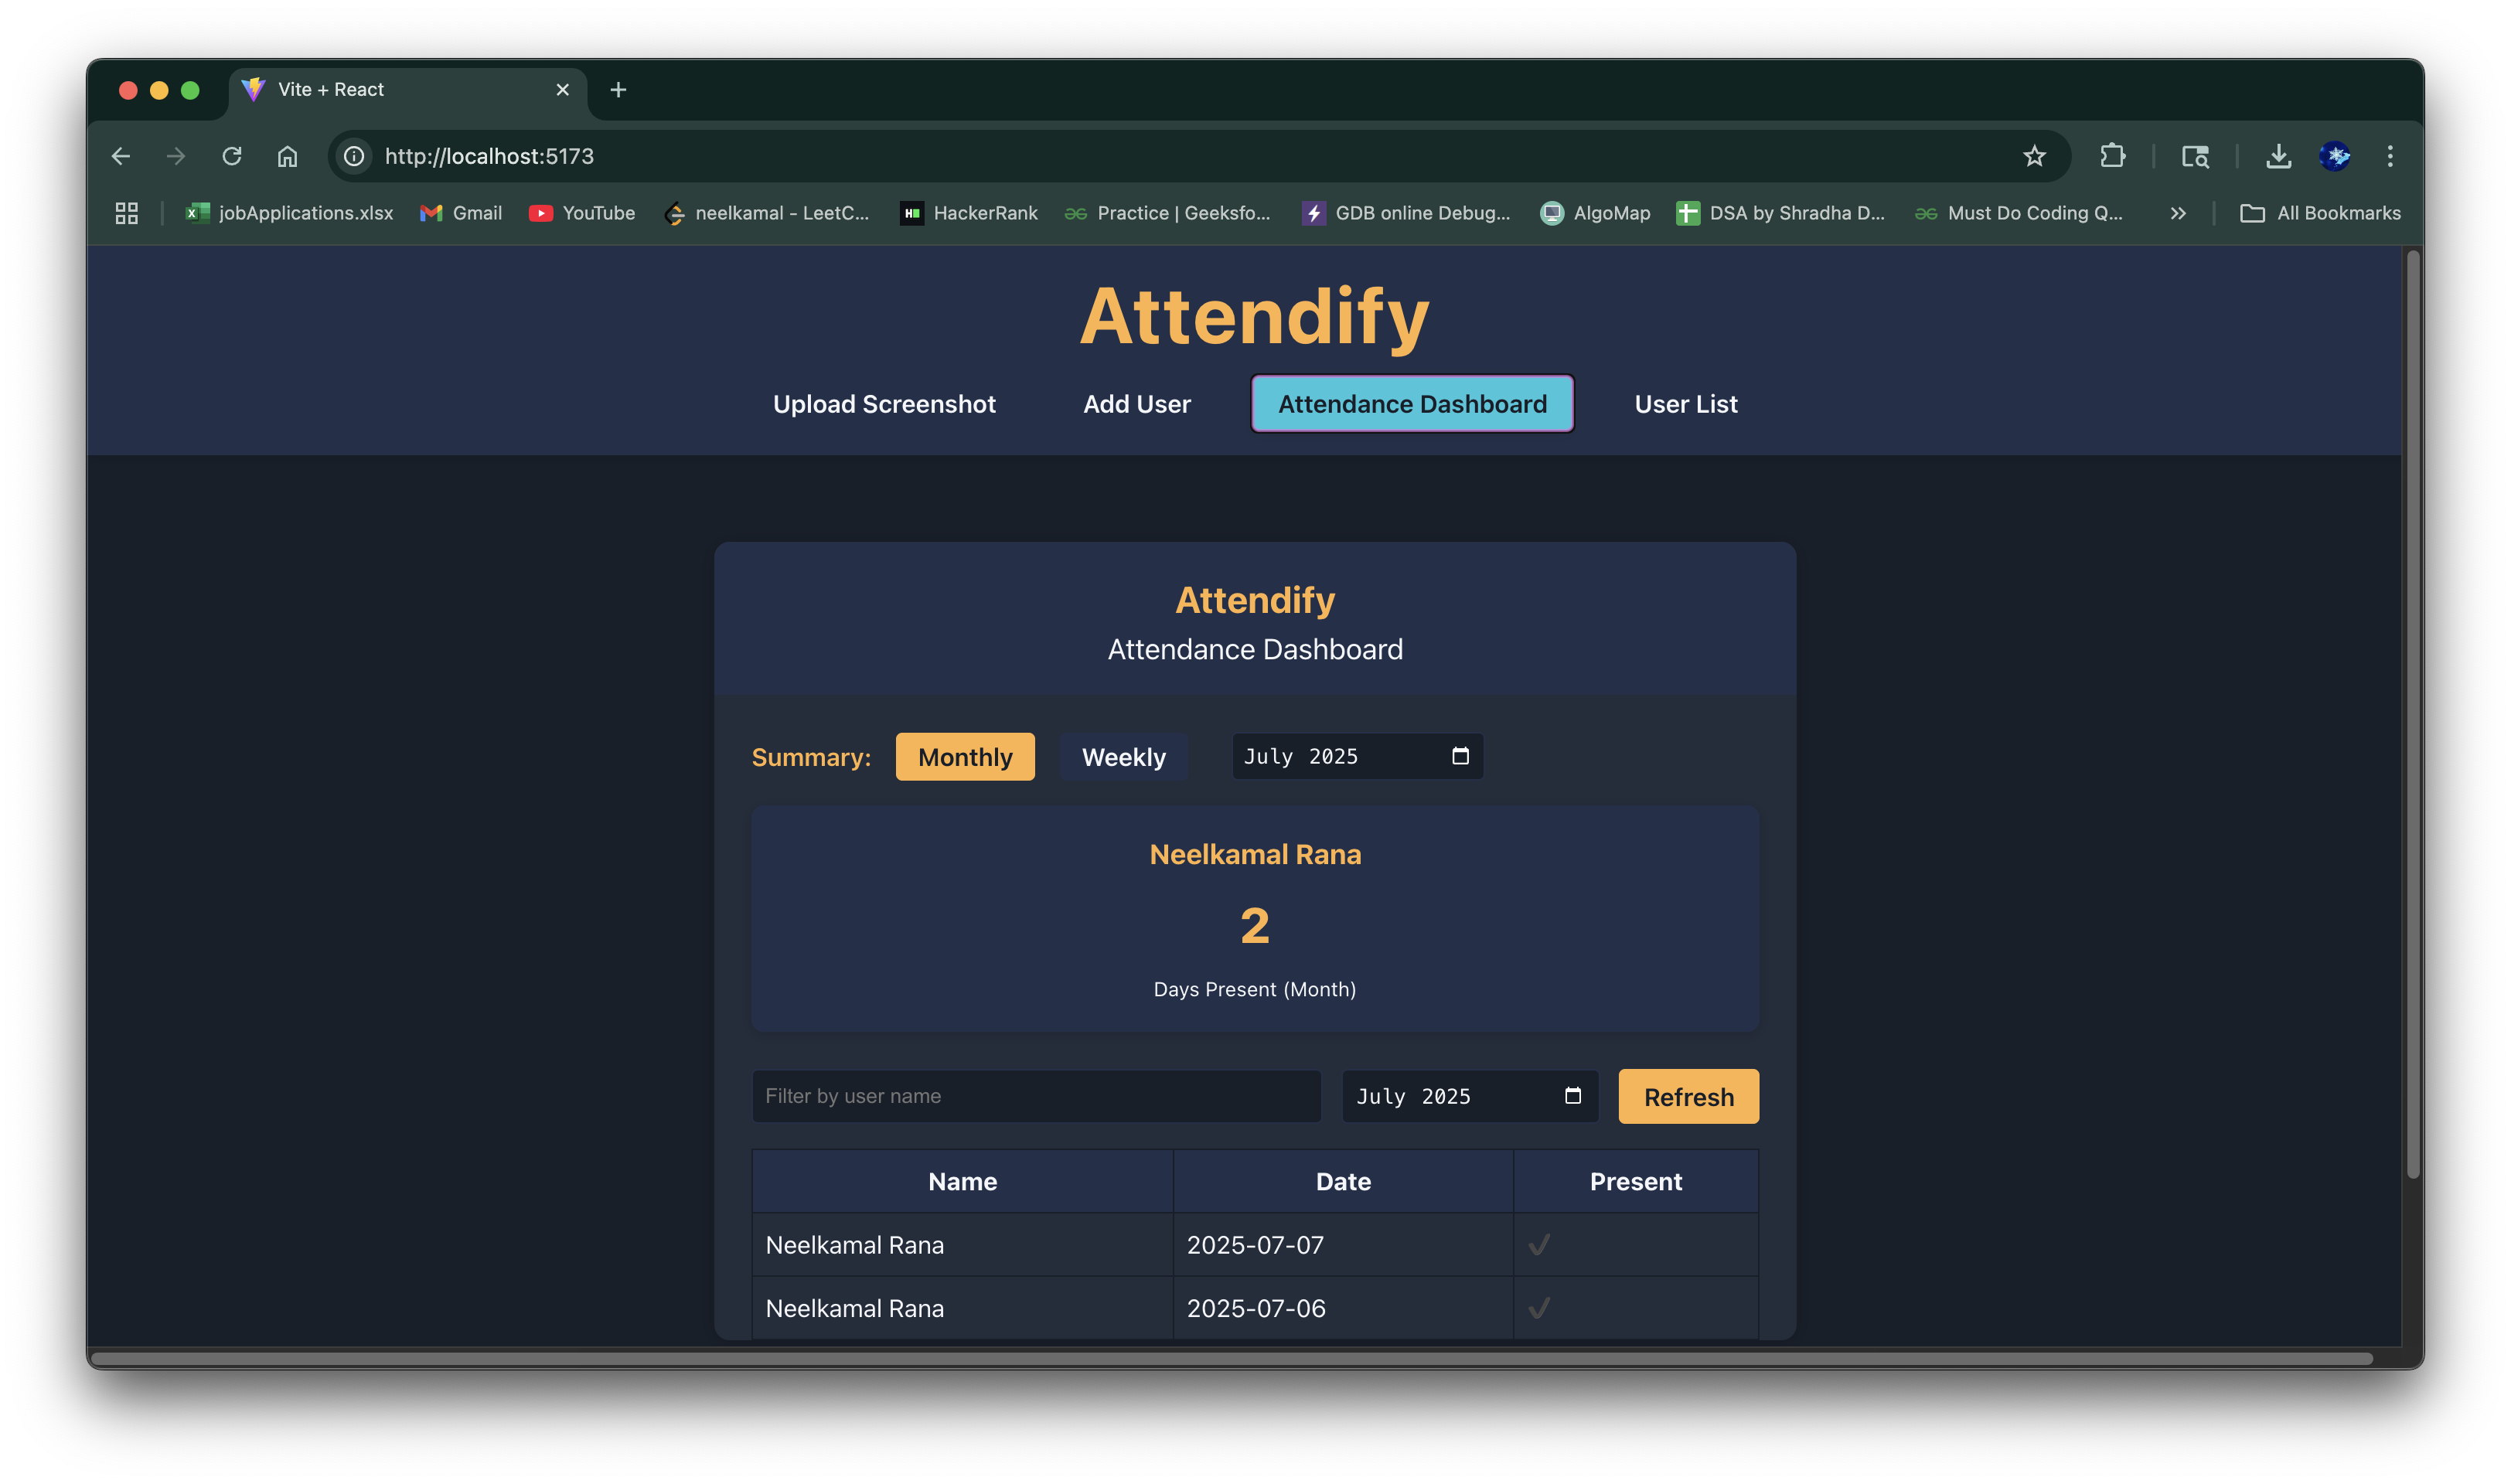 Vite + React
http://localhost:5173
jobApplications.xlsx Gmail YouTube neelkamal - LeetC... HackerRank Practice | Geeksfo... GDB online Debug... AlgoMap DSA by Shradha D... Must Do Coding Q... All Bookmarks
Attendify
Upload Screenshot Add User Attendance Dashboard User List
Attendify
Attendance Dashboard
Summary: Monthly Weekly July 2025
Neelkamal Rana
2
Days Present (Month)
Filter by user name July 2025 Refresh
Name Date Present
Neelkamal Rana 2025-07-07 ✔
Neelkamal Rana 2025-07-06 ✔